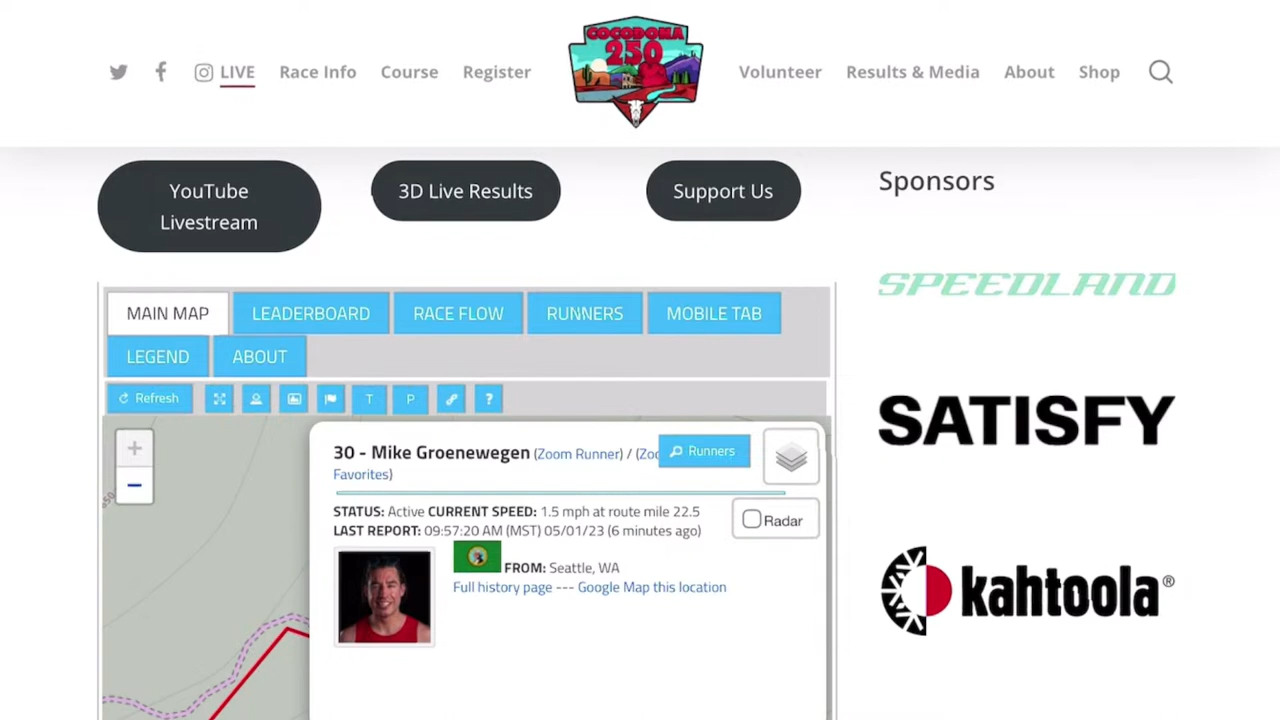 LIVE Race Info Course Register
COCODONA
250
Volunteer Results & Media About Shop
YouTube
Livestream
3D Live Results
Support Us
Sponsors
SPEEDLAND
SATISFY
kahtoola®
MAIN MAP LEADERBOARD RACE FLOW RUNNERS MOBILE TAB
LEGEND ABOUT
Refresh T P ?
+
−
30 - Mike Groenewegen (Zoom Runner) / (Zoo
Favorites)
Runners
STATUS: Active CURRENT SPEED: 1.5 mph at route mile 22.5
LAST REPORT: 09:57:20 AM (MST) 05/01/23 (6 minutes ago)
Radar
FROM: Seattle, WA
Full history page --- Google Map this location